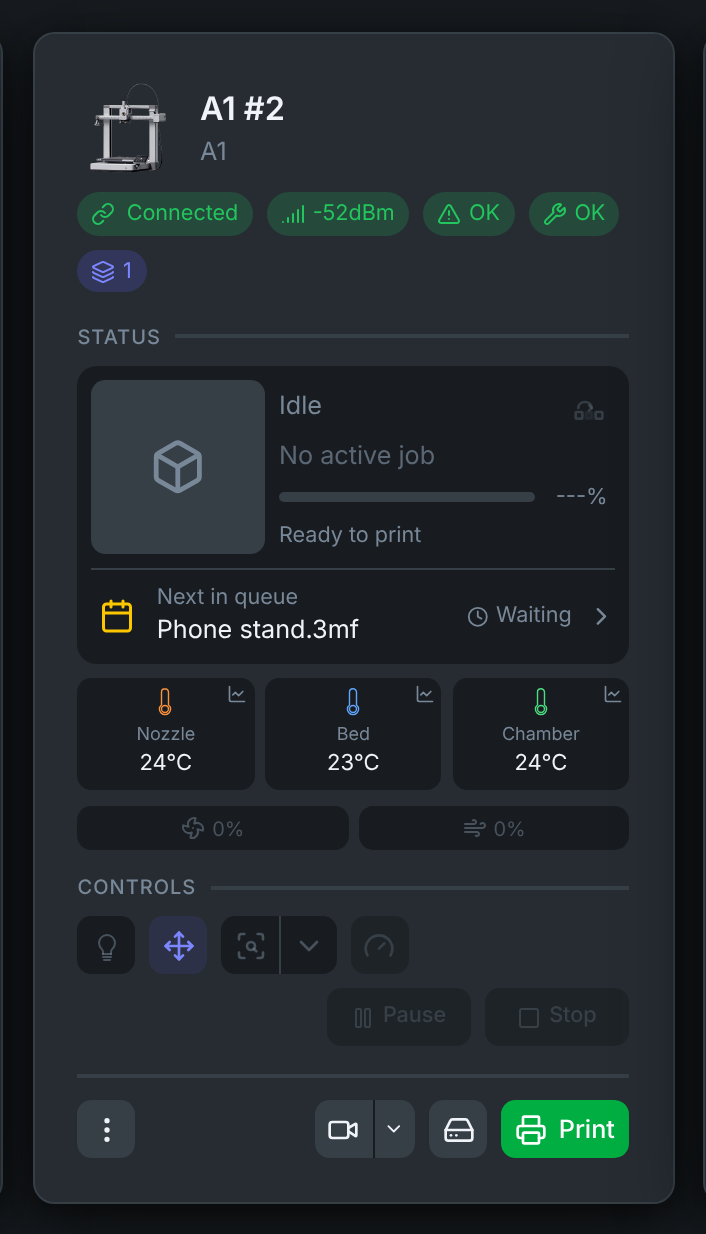 A1 #2
A1
Connected
-52dBm
OK
OK
1
STATUS
Idle
No active job
---%
Ready to print
Next in queue
Phone stand.3mf
Waiting
Nozzle
24°C
Bed
23°C
Chamber
24°C
0%
0%
CONTROLS
Pause
Stop
Print